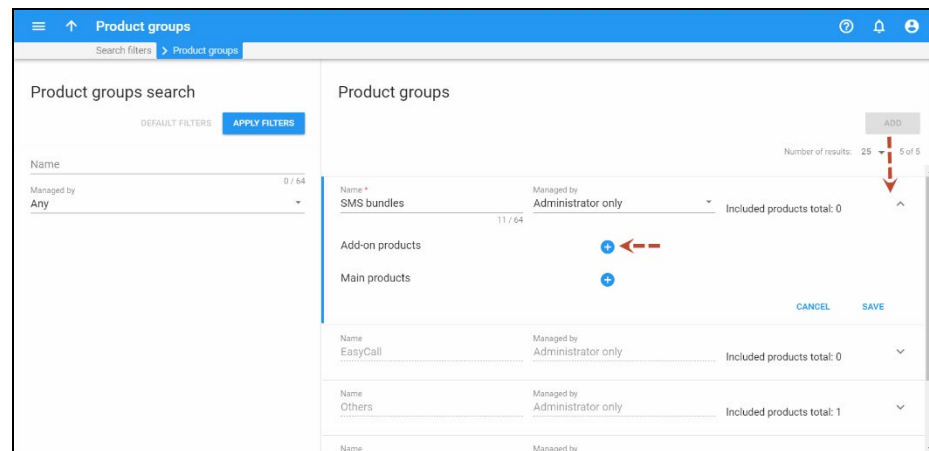 Product groups
Search filters > Product groups
Product groups search
DEFAULT FILTERS APPLY FILTERS
Name
0 / 64
Managed by
Any
Product groups
ADD
Number of results: 25 5 of 5
Name * Managed by
SMS bundles Administrator only Included products total: 0
11 / 64
Add-on products
Main products
CANCEL SAVE
Name Managed by
EasyCall Administrator only Included products total: 0
Name Managed by
Others Administrator only Included products total: 1
Name Managed by